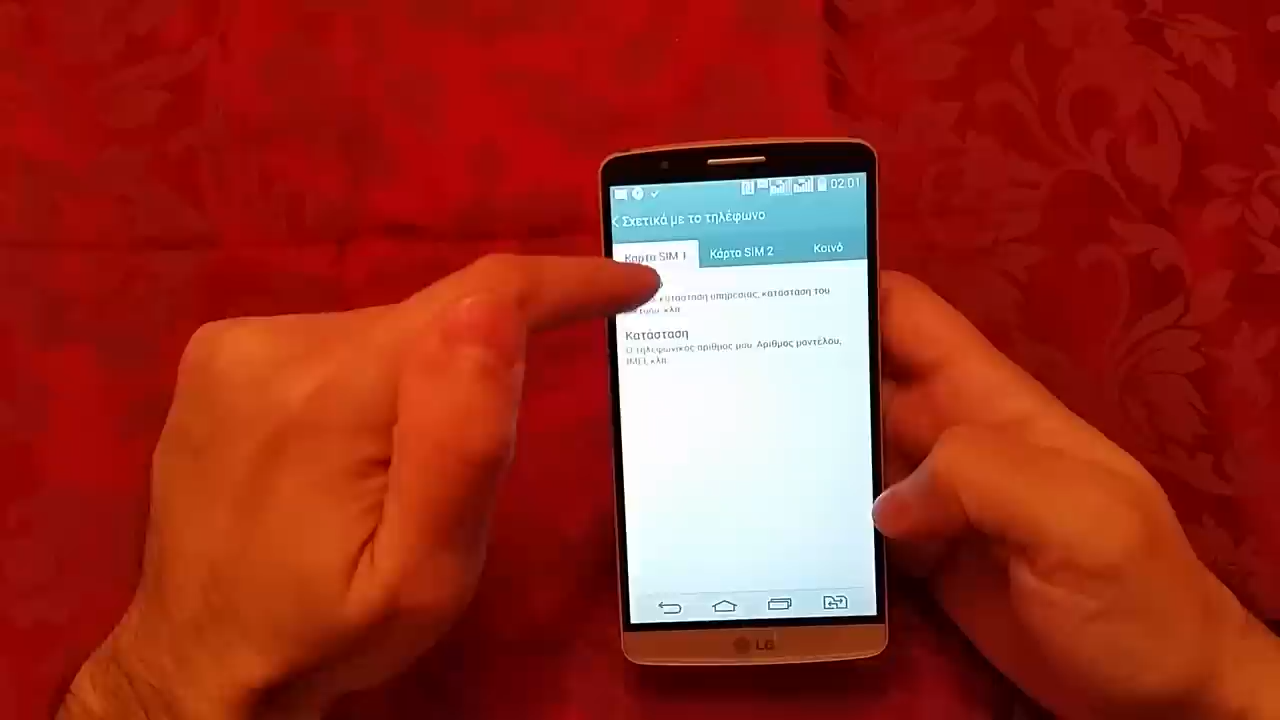 02:01
Σχετικά με το τηλέφωνο
Κάρτα SIM 1 Κάρτα SIM 2 Κοινό
κατάσταση υπηρεσίας, κατάσταση του
κλπ.
Κατάσταση
Ο τηλεφωνικός αριθμός μου. Αριθμός μοντέλου,
IMEI, κλπ.
LG